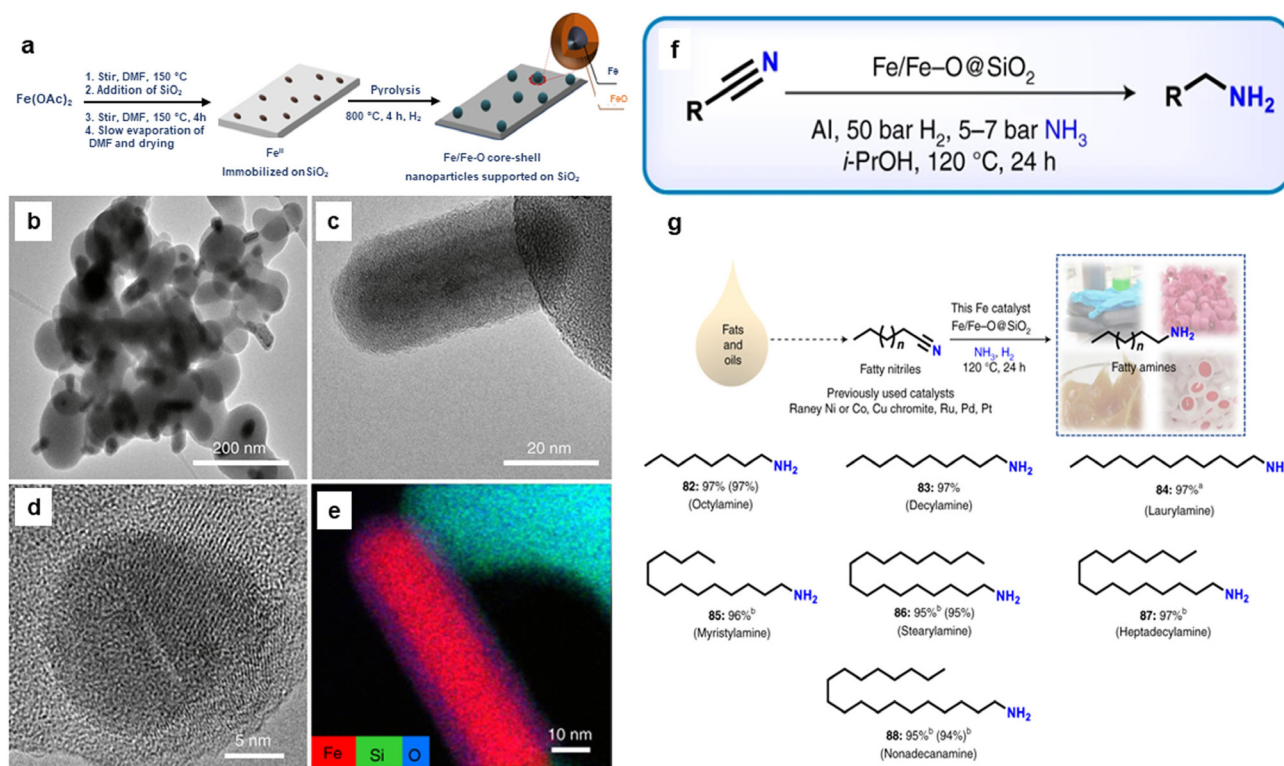 a
Fe(OAc)₂
1. Stir, DMF, 150 °C
2. Addition of SiO₂
3. Stir, DMF, 150 °C, 4h
4. Slow evaporation of
DMF and drying
Feᴵᴵ
Immobilized on SiO₂
Pyrolysis
800 °C, 4 h, H₂
Fe
FeO
Fe/Fe-O core-shell
nanoparticles supported on SiO₂
b
200 nm
c
20 nm
d
5 nm
e
Fe
Si
O
10 nm
f
R
N
Fe/Fe–O@SiO₂
Al, 50 bar H₂, 5–7 bar NH₃
i-PrOH, 120 °C, 24 h
R
NH₂
g
Fats
and
oils
n
N
Fatty nitriles
Previously used catalysts
Raney Ni or Co, Cu chromite, Ru, Pd, Pt
This Fe catalyst
Fe/Fe–O@SiO₂
NH₃, H₂
120 °C, 24 h
n
NH₂
Fatty amines
NH₂
82: 97% (97%)
(Octylamine)
NH₂
83: 97%
(Decylamine)
NH
84: 97%ᵃ
(Laurylamine)
NH₂
85: 96%ᵇ
(Myristylamine)
NH₂
86: 95%ᵇ (95%)
(Stearylamine)
NH₂
87: 97%ᵇ
(Heptadecylamine)
NH₂
88: 95%ᵇ (94%)ᵇ
(Nonadecanamine)